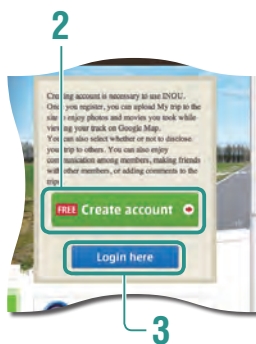 2
Creating account is necessary to use INGU.
Once you register, you can upload My trip to the
site to enjoy photos and movies you took while
viewing your track on Google Map.
You can also select whether or not to disclose
your trip to others. You can also enjoy
communication among members, making friends
with other members, or adding comments to the
trip
FREE Create account
Login here
3